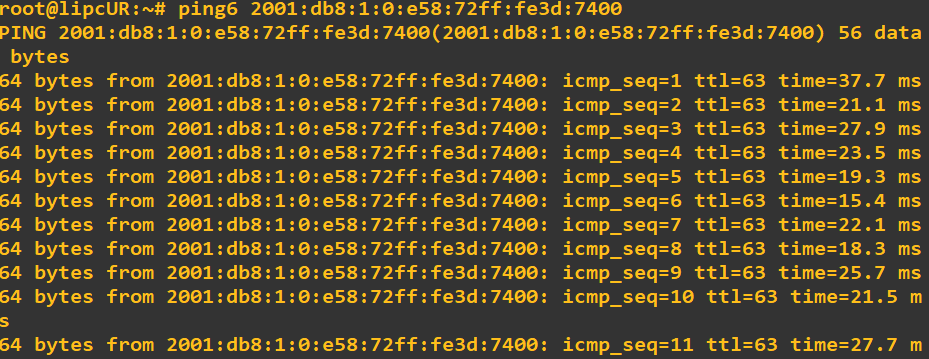 root@lipcUR:~# ping6 2001:db8:1:0:e58:72ff:fe3d:7400
PING 2001:db8:1:0:e58:72ff:fe3d:7400(2001:db8:1:0:e58:72ff:fe3d:7400) 56 data
bytes
64 bytes from 2001:db8:1:0:e58:72ff:fe3d:7400: icmp_seq=1 ttl=63 time=37.7 ms
64 bytes from 2001:db8:1:0:e58:72ff:fe3d:7400: icmp_seq=2 ttl=63 time=21.1 ms
64 bytes from 2001:db8:1:0:e58:72ff:fe3d:7400: icmp_seq=3 ttl=63 time=27.9 ms
64 bytes from 2001:db8:1:0:e58:72ff:fe3d:7400: icmp_seq=4 ttl=63 time=23.5 ms
64 bytes from 2001:db8:1:0:e58:72ff:fe3d:7400: icmp_seq=5 ttl=63 time=19.3 ms
64 bytes from 2001:db8:1:0:e58:72ff:fe3d:7400: icmp_seq=6 ttl=63 time=15.4 ms
64 bytes from 2001:db8:1:0:e58:72ff:fe3d:7400: icmp_seq=7 ttl=63 time=22.1 ms
64 bytes from 2001:db8:1:0:e58:72ff:fe3d:7400: icmp_seq=8 ttl=63 time=18.3 ms
64 bytes from 2001:db8:1:0:e58:72ff:fe3d:7400: icmp_seq=9 ttl=63 time=25.7 ms
64 bytes from 2001:db8:1:0:e58:72ff:fe3d:7400: icmp_seq=10 ttl=63 time=21.5 m
s
64 bytes from 2001:db8:1:0:e58:72ff:fe3d:7400: icmp_seq=11 ttl=63 time=27.7 m